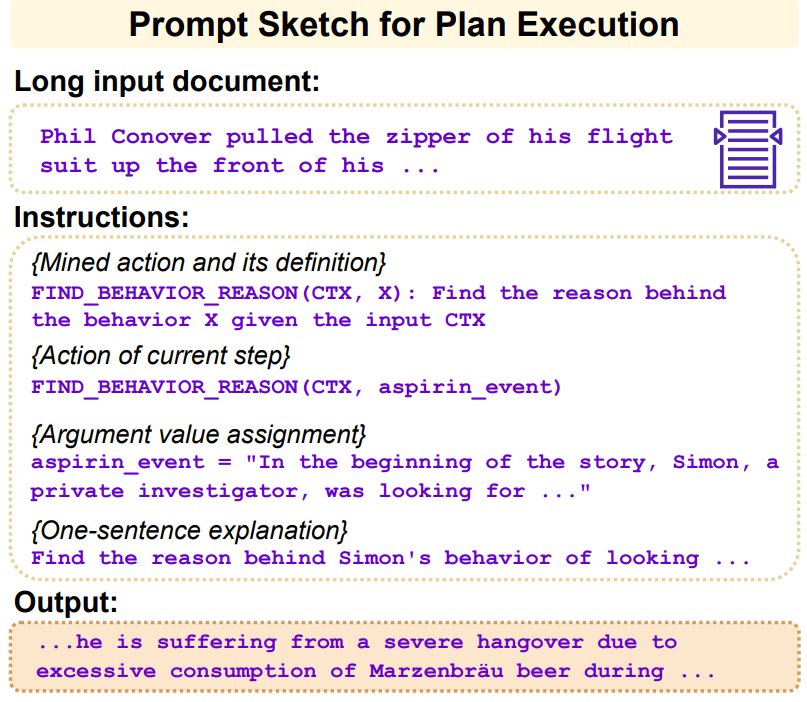 Prompt Sketch for Plan Execution
Long input document:
Phil Conover pulled the zipper of his flight
suit up the front of his ...
Instructions:
{Mined action and its definition}
FIND_BEHAVIOR_REASON(CTX, X): Find the reason behind
the behavior X given the input CTX
{Action of current step}
FIND_BEHAVIOR_REASON(CTX, aspirin_event)
{Argument value assignment}
aspirin_event = "In the beginning of the story, Simon, a
private investigator, was looking for ..."
{One-sentence explanation}
Find the reason behind Simon's behavior of looking ...
Output:
...he is suffering from a severe hangover due to
excessive consumption of Marzenbräu beer during ...